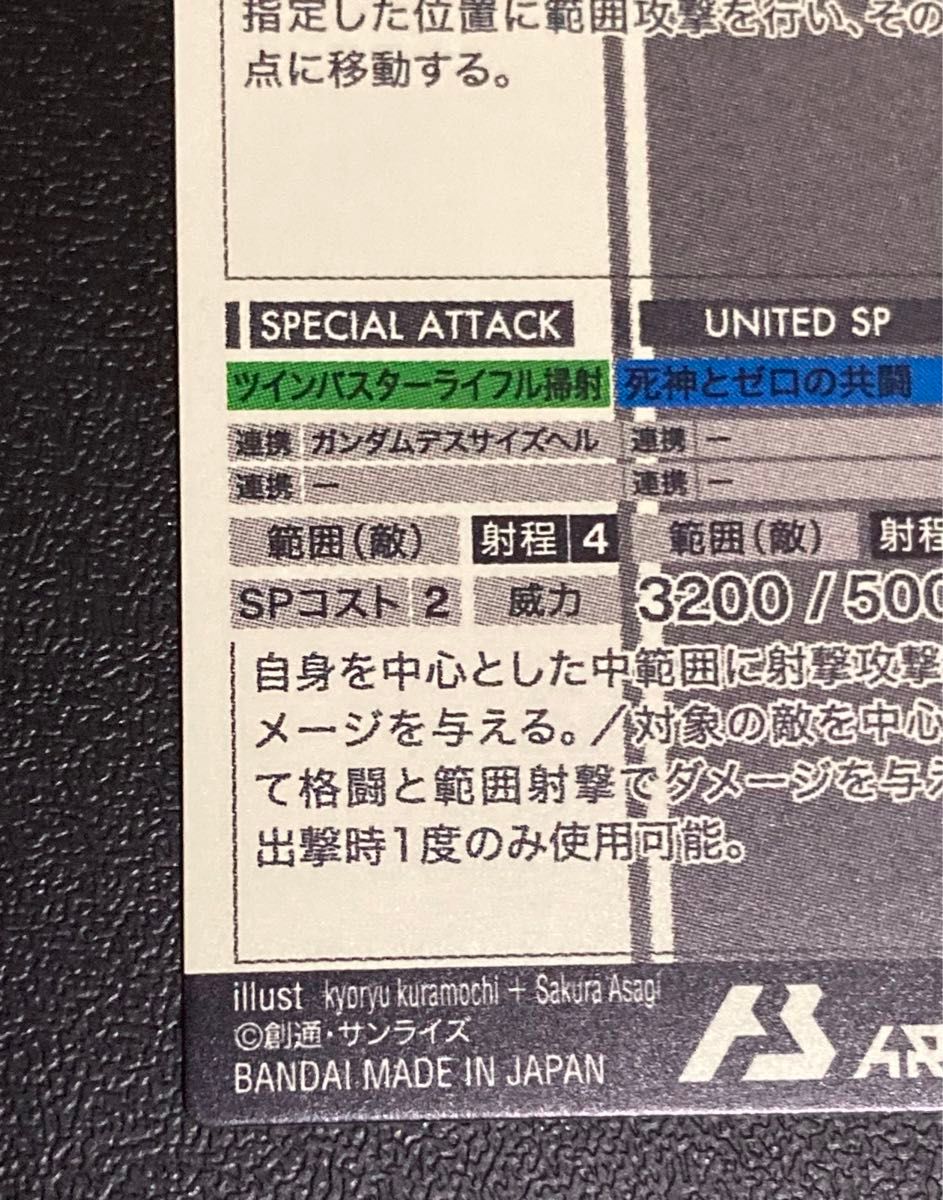 指定した位置に範囲攻撃を行い、その
点に移動する。
SPECIAL ATTACK
UNITED SP
ツインバスターライフル掃射
死神とゼロの共闘
連携 ガンダムデスサイズヘル
連携 ー
連携 ー
連携 ー
範囲(敵) 射程 4
範囲(敵) 射程
SPコスト 2 威力 3200 / 500
自身を中心とした中範囲に射撃攻撃
メージを与える。/対象の敵を中心
て格闘と範囲射撃でダメージを与え
出撃時1度のみ使用可能。
illust kyoryu kuramochi + Sakura Asagi
©創通・サンライズ
BANDAI MADE IN JAPAN
AR